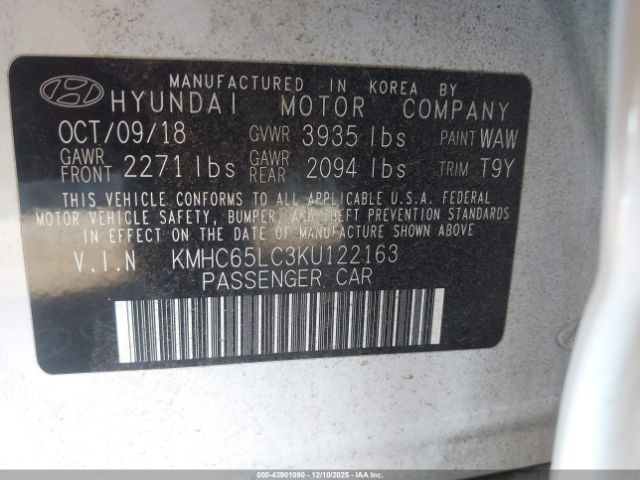 MANUFACTURED IN KOREA BY
HYUNDAI MOTOR COMPANY
OCT/09/18 GVWR 3935 lbs PAINT WAW
GAWR FRONT 2271 lbs GAWR REAR 2094 lbs TRIM T9Y
THIS VEHICLE CONFORMS TO ALL APPLICABLE U.S.A. FEDERAL
MOTOR VEHICLE SAFETY, BUMPER, AND THEFT PREVENTION STANDARDS
IN EFFECT ON THE DATE OF MANUFACTURE SHOWN ABOVE
V.I.N KMHC65LC3KU122163
PASSENGER CAR
000-43901090 - 12/10/2025 - IAA Inc.